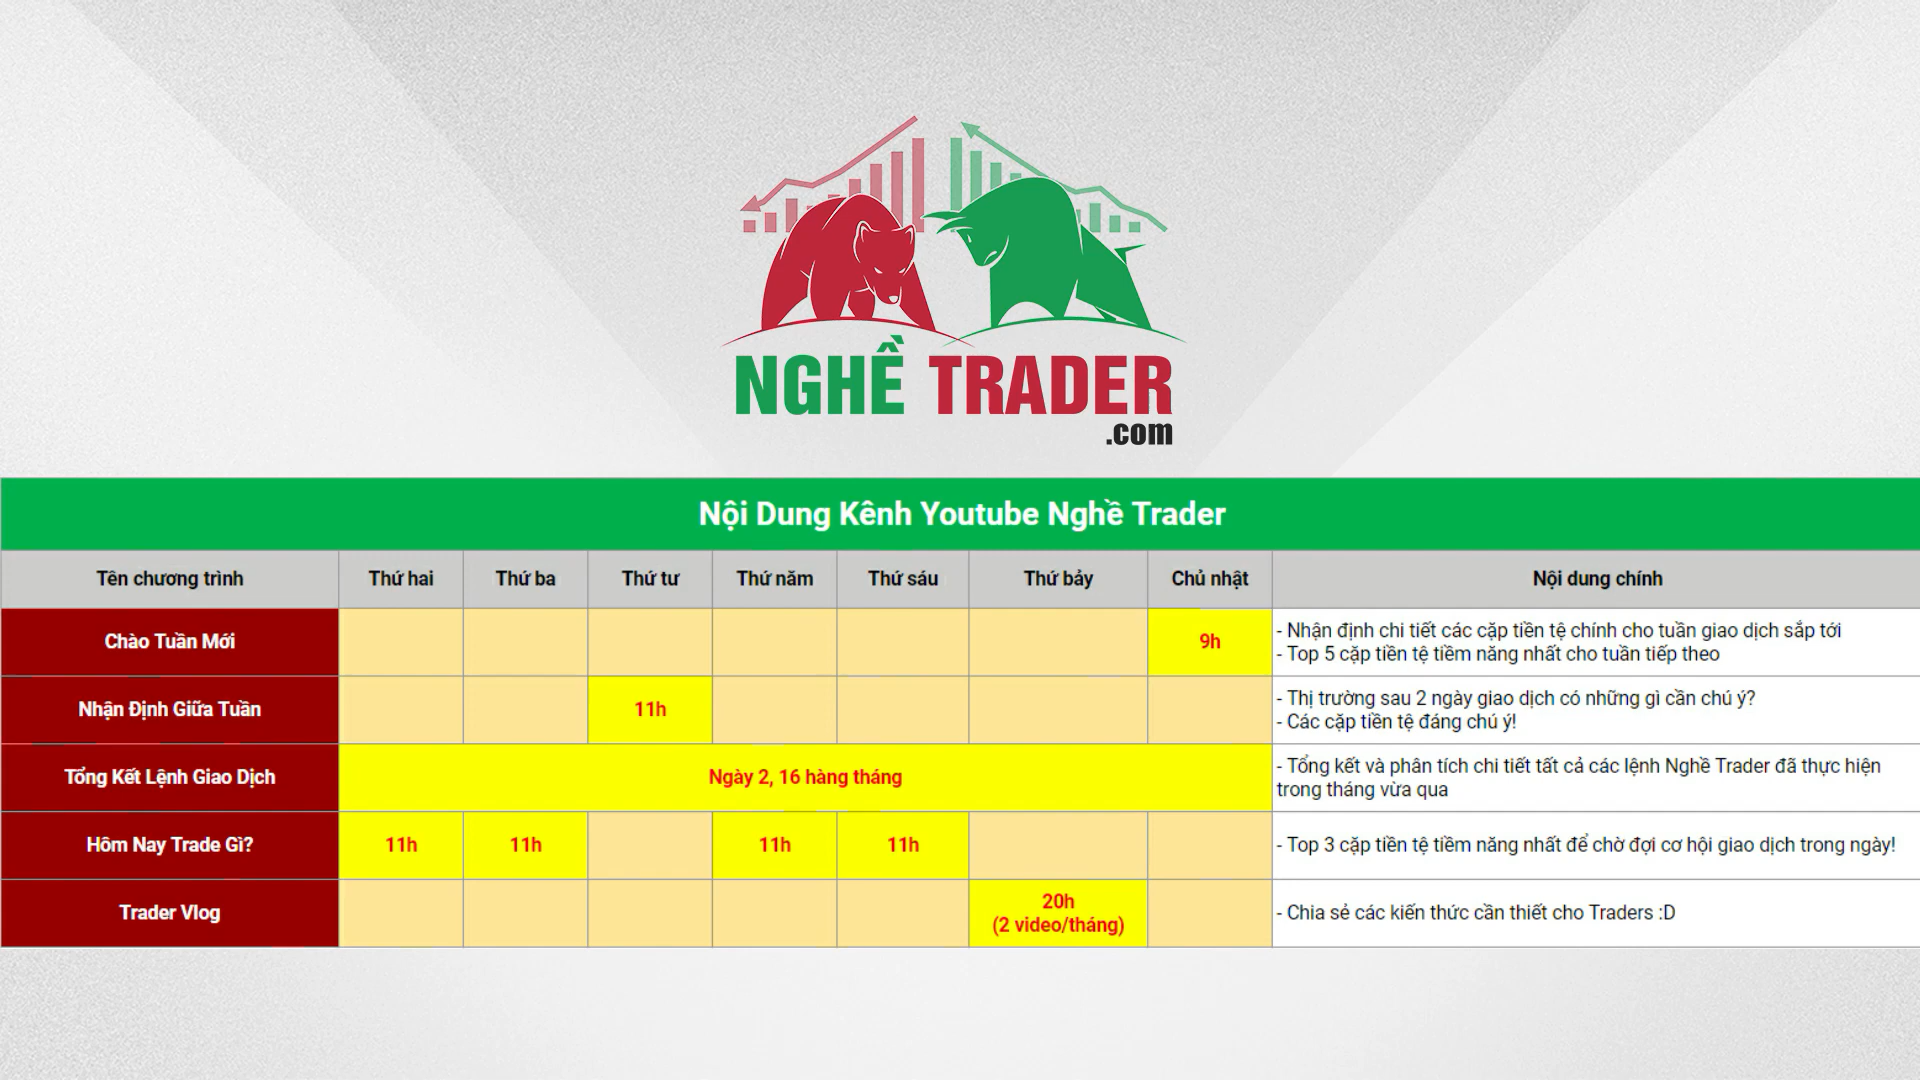 NGHỀ TRADER
.com
Nội Dung Kênh Youtube Nghề Trader
Tên chương trình Thứ hai Thứ ba Thứ tư Thứ năm Thứ sáu Thứ bảy Chủ nhật Nội dung chính
Chào Tuần Mới 9h
- Nhận định chi tiết các cặp tiền tệ chính cho tuần giao dịch sắp tới
- Top 5 cặp tiền tệ tiềm năng nhất cho tuần tiếp theo
Nhận Định Giữa Tuần 11h
- Thị trường sau 2 ngày giao dịch có những gì cần chú ý?
- Các cặp tiền tệ đáng chú ý!
Tổng Kết Lệnh Giao Dịch Ngày 2, 16 hàng tháng
- Tổng kết và phân tích chi tiết tất cả các lệnh Nghề Trader đã thực hiện
trong tháng vừa qua
Hôm Nay Trade Gì? 11h 11h 11h 11h - Top 3 cặp tiền tệ tiềm năng nhất để chờ đợi cơ hội giao dịch trong ngày!
Trader Vlog
20h
(2 video/tháng)
- Chia sẻ các kiến thức cần thiết cho Traders :D